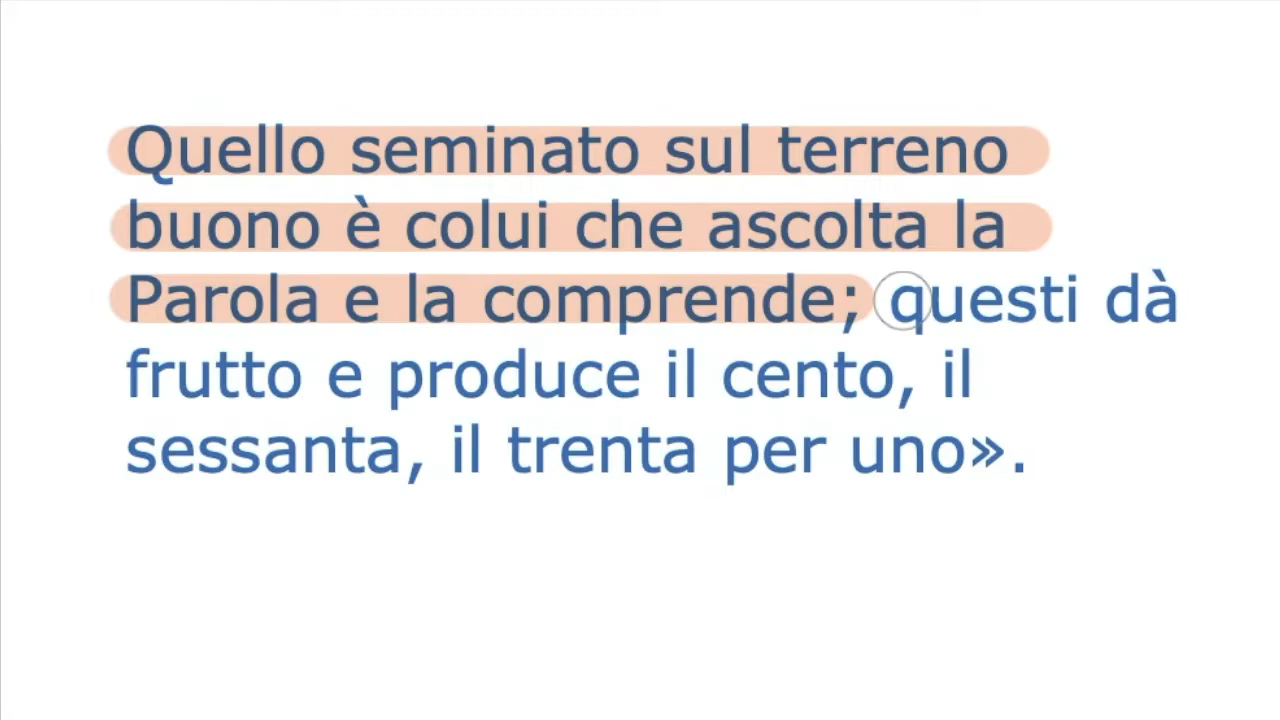 Quello seminato sul terreno
buono è colui che ascolta la
Parola e la comprende; questi dà
frutto e produce il cento, il
sessanta, il trenta per uno».